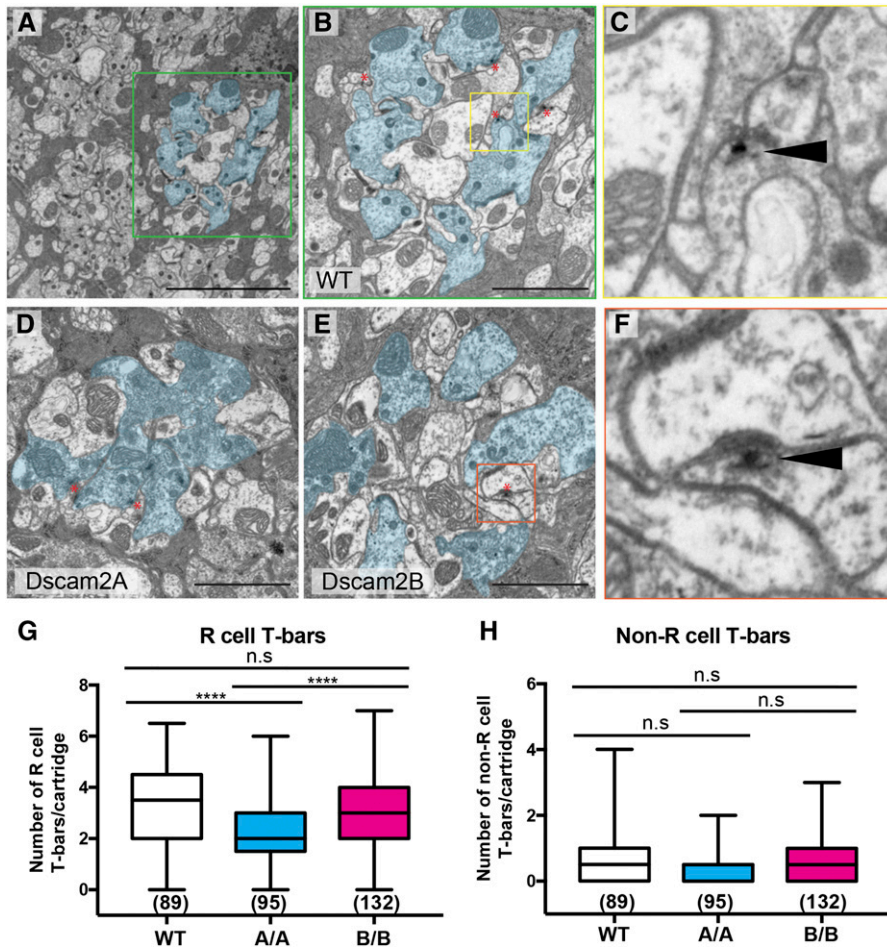 A
B
WT
C
D
Dscam2A
E
Dscam2B
F
G
R cell T-bars
n.s
****
****
Number of R cell
T-bars/cartridge
8
6
4
2
0
(89)
(95)
(132)
WT
A/A
B/B
H
Non-R cell T-bars
n.s
n.s
n.s
Number of non-R cell
T-bars/cartridge
6
4
2
0
(89)
(95)
(132)
WT
A/A
B/B